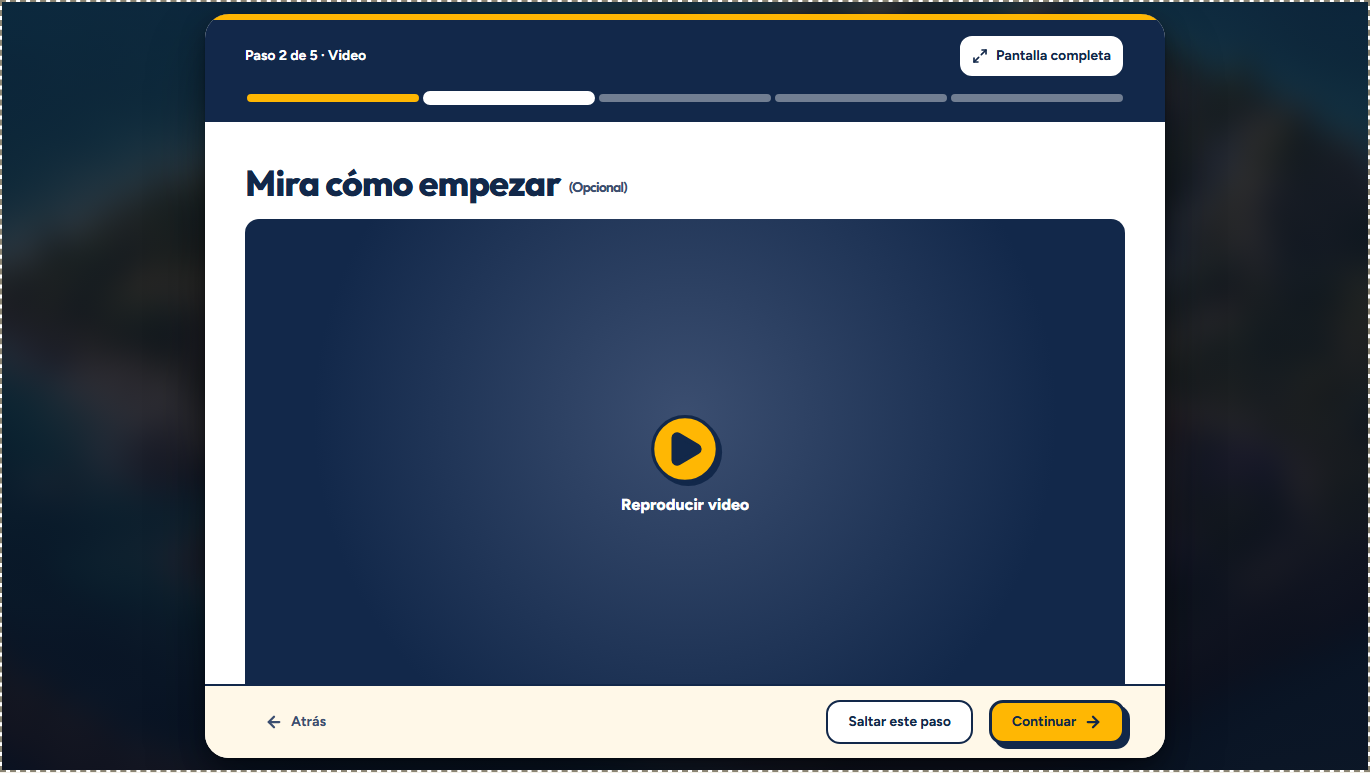 Paso 2 de 5 · Video
Pantalla completa
Mira cómo empezar (Opcional)
Reproducir video
Atrás
Saltar este paso
Continuar